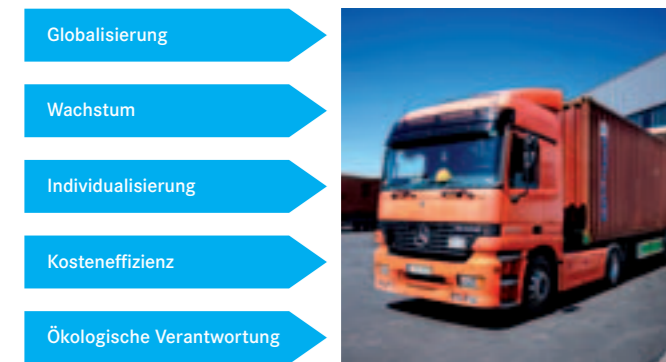 Globalisierung
Wachstum
Individualisierung
Kosteneffizienz
Ökologische Verantwortung